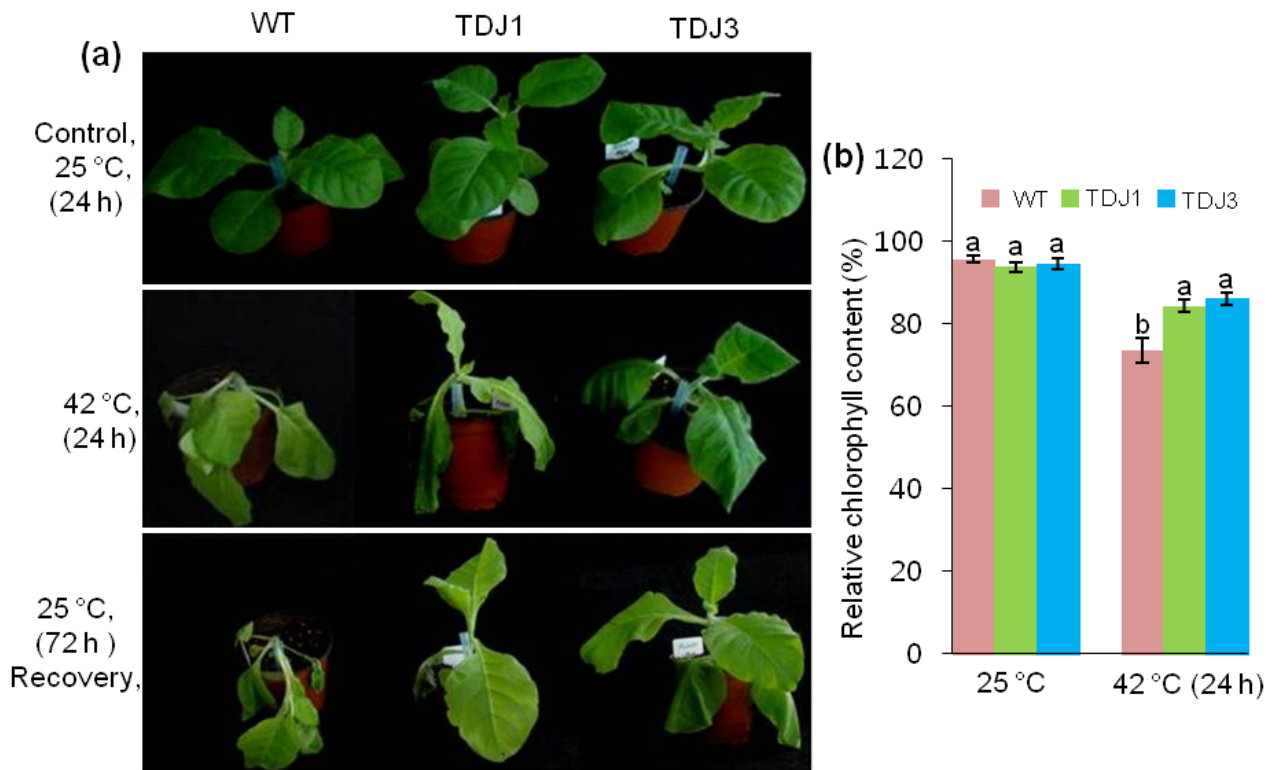 WT TDJ1 TDJ3
(a)
Control,
25 °C,
(24 h)
42 °C,
(24 h)
25 °C,
(72 h )
Recovery,
(b)
Relative chlorophyll content (%)
120
100
80
60
40
20
0
WT TDJ1 TDJ3
a a a
b a a
25 °C 42 °C (24 h)